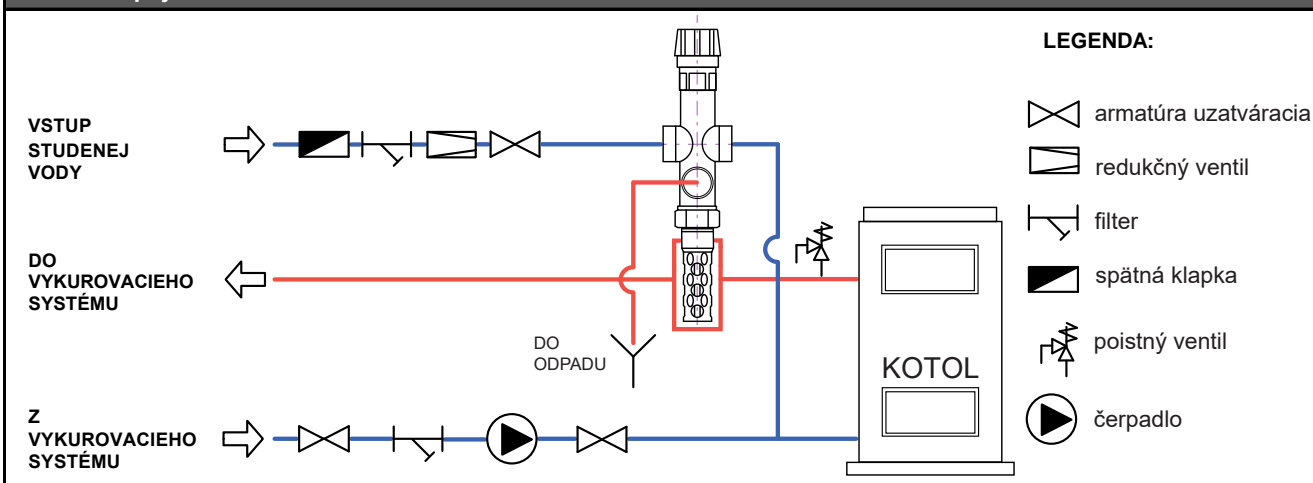 VSTUP
STUDENEJ
VODY
DO
VYKUROVACIEHO
SYSTÉMU
DO
ODPADU
Z
VYKUROVACIEHO
SYSTÉMU
KOTOL
LEGENDA:
armatúra uzatváracia
redukčný ventil
filter
spätná klapka
poistný ventil
čerpadlo